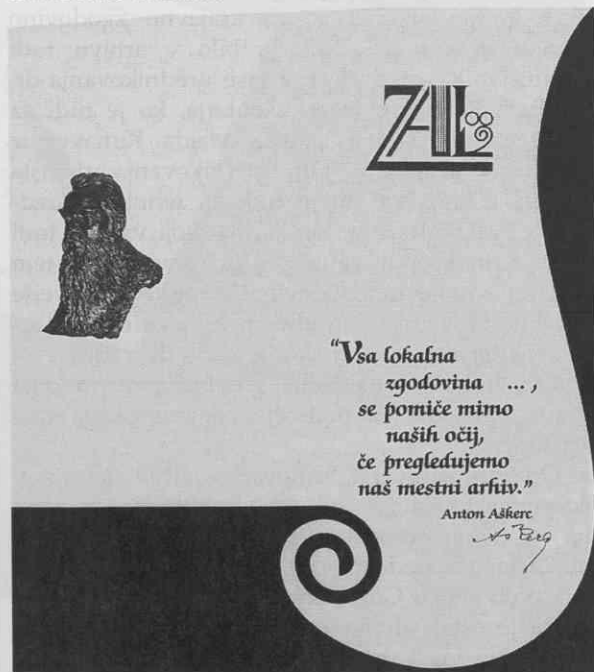 ZAL
"Vsa lokalna
zgodovina ... ,
se pomiče mimo
naših očij,
če pregledujemo
naš mestni arhiv."
Anton Aškerc